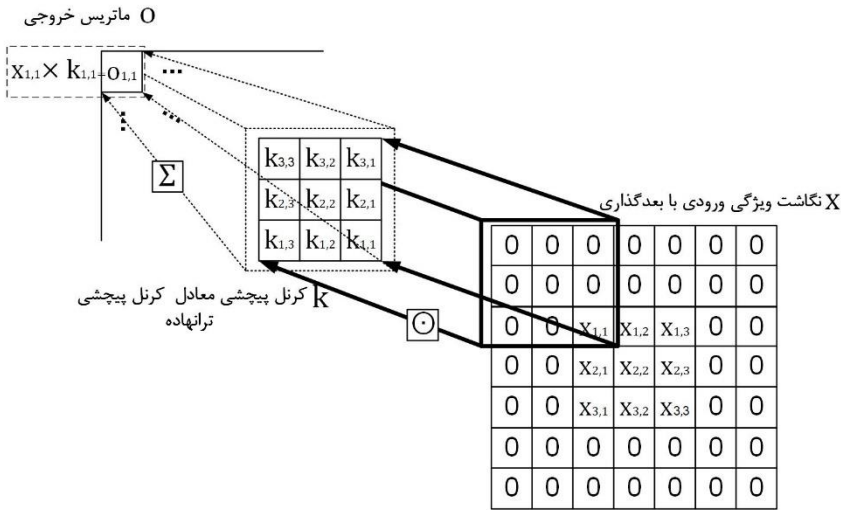 ماتریس خروجی O
x1,1 × k1,1=o1,1 ...
Σ
k3,3 k3,2 k3,1
k2,3 k2,2 k2,1
k1,3 k1,2 k1,1
k کرنل پیچشی معادل کرنل پیچشی
ترانهاده
⊙
X نگاشت ویژگی ورودی با بعدگذاری
0 0 0 0 0 0 0
0 0 0 0 0 0 0
0 0 x1,1 x1,2 x1,3 0 0
0 0 x2,1 x2,2 x2,3 0 0
0 0 x3,1 x3,2 x3,3 0 0
0 0 0 0 0 0 0
0 0 0 0 0 0 0